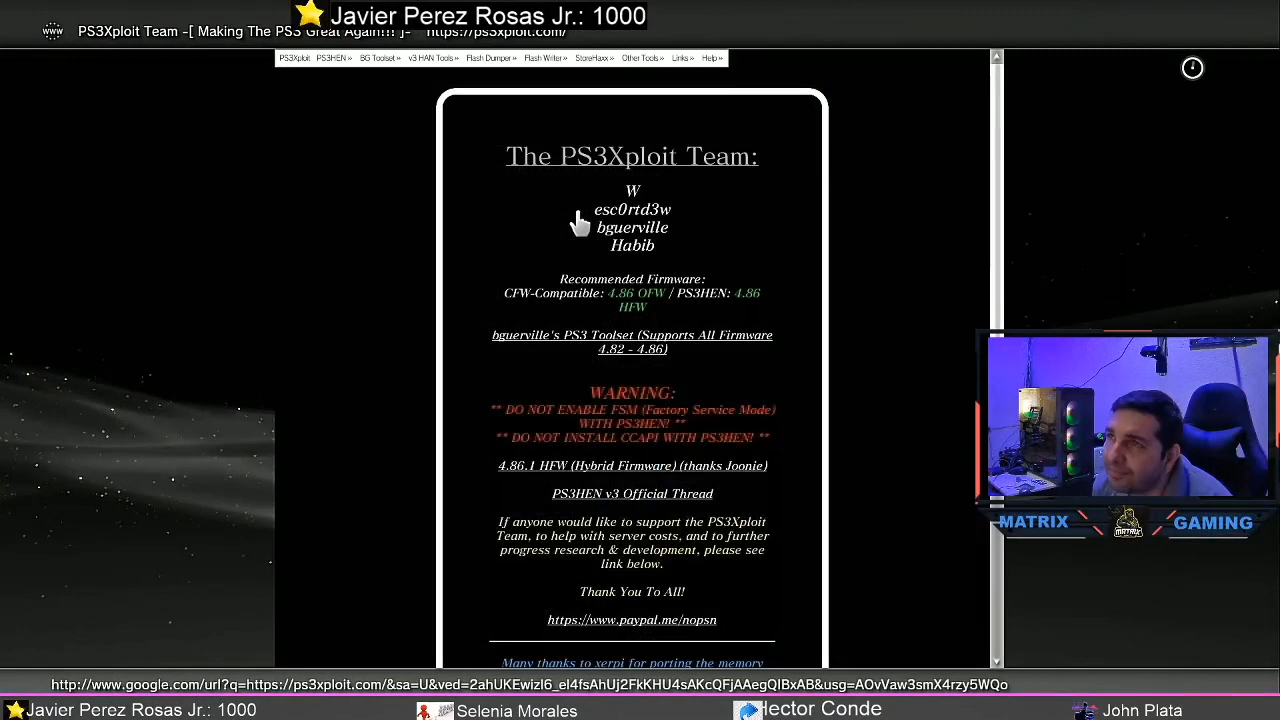 Javier Perez Rosas Jr.: 1000
PS3Xploit Team -[ Making The PS3 Great Again!!! ]- https://ps3xploit.com/
PS3Xploit PS3HEN » BG Toolset » v3 HAN Tools » Flash Dumper » Flash Writer » StoreHaxx » Other Tools » Links » Help »
The PS3Xploit Team:
W
esc0rtd3w
bguerville
Habib
Recommended Firmware:
CFW-Compatible: 4.86 OFW / PS3HEN: 4.86
HFW
bguerville's PS3 Toolset (Supports All Firmware
4.82 - 4.86)
WARNING:
** DO NOT ENABLE FSM (Factory Service Mode)
WITH PS3HEN! **
** DO NOT INSTALL CCAPI WITH PS3HEN! **
4.86.1 HFW (Hybrid Firmware) (thanks Joonie)
PS3HEN v3 Official Thread
If anyone would like to support the PS3Xploit
Team, to help with server costs, and to further
progress research & development, please see
link below.
Thank You To All!
https://www.paypal.me/nopsn
Many thanks to xerpi for porting the memory
MATRIX
MATRIX
GAMING
http://www.google.com/url?q=https://ps3xploit.com/&sa=U&ved=2ahUKEwizl6_el4fsAhUj2FkKHU4sAKcQFjAAegQIBxAB&usg=AOvVaw3smX4rzy5WQo
Javier Perez Rosas Jr.: 1000
Selenia Morales
Hector Conde
John Plata